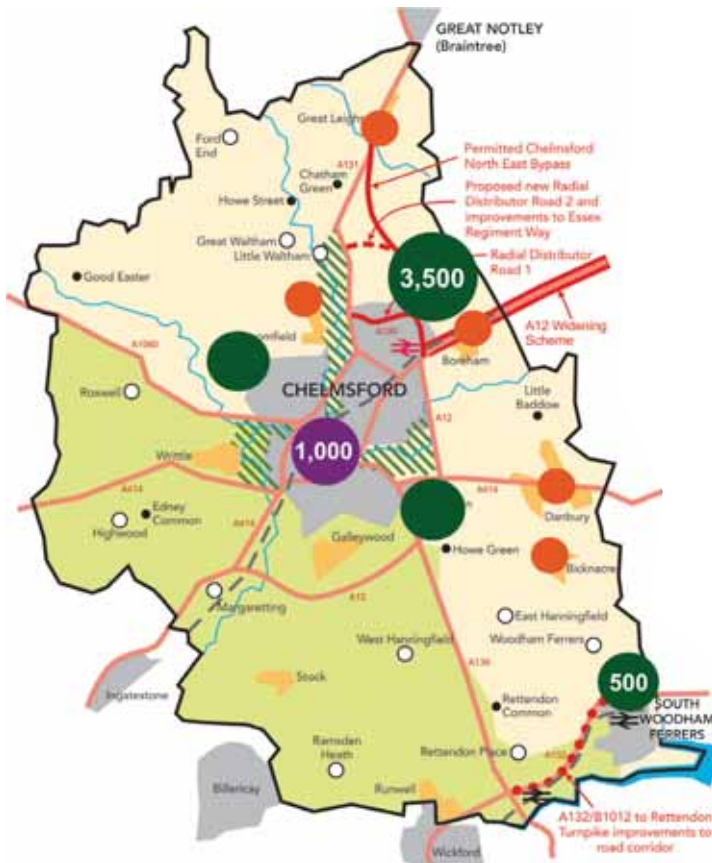 GREAT NOTLEY
(Braintree)
Great Leighs
Ford
End
Permitted Chelmsford
North East Bypass
A131
Chatham
Green
Proposed new Radial
Distributor Road 2 and
improvements to Essex
Regiment Way
Howe Street
Great Waltham
Little Waltham
Radial Distributor
Road 1
Good Easter
3,500
A12 Widening
Scheme
Boreham
A1060
CHELMSFORD
Roxwell
Little
Baddow
A12
Writtle
1,000
A414
A414
Edney
Common
Highwood
A414
Danbury
Galleywood
Howe Green
Bicknacre
Margaretting
A12
East Hanningfield
West Hanningfield
Woodham Ferrers
A130
Ingatestone
Stock
500
SOUTH
WOODHAM
FERRERS
Rettendon
Common
Ramsden
Heath
Rettendon Place
A132
Billericay
Runwell
A132/B1012 to Rettendon
Turnpike improvements to
road corridor
Wickford